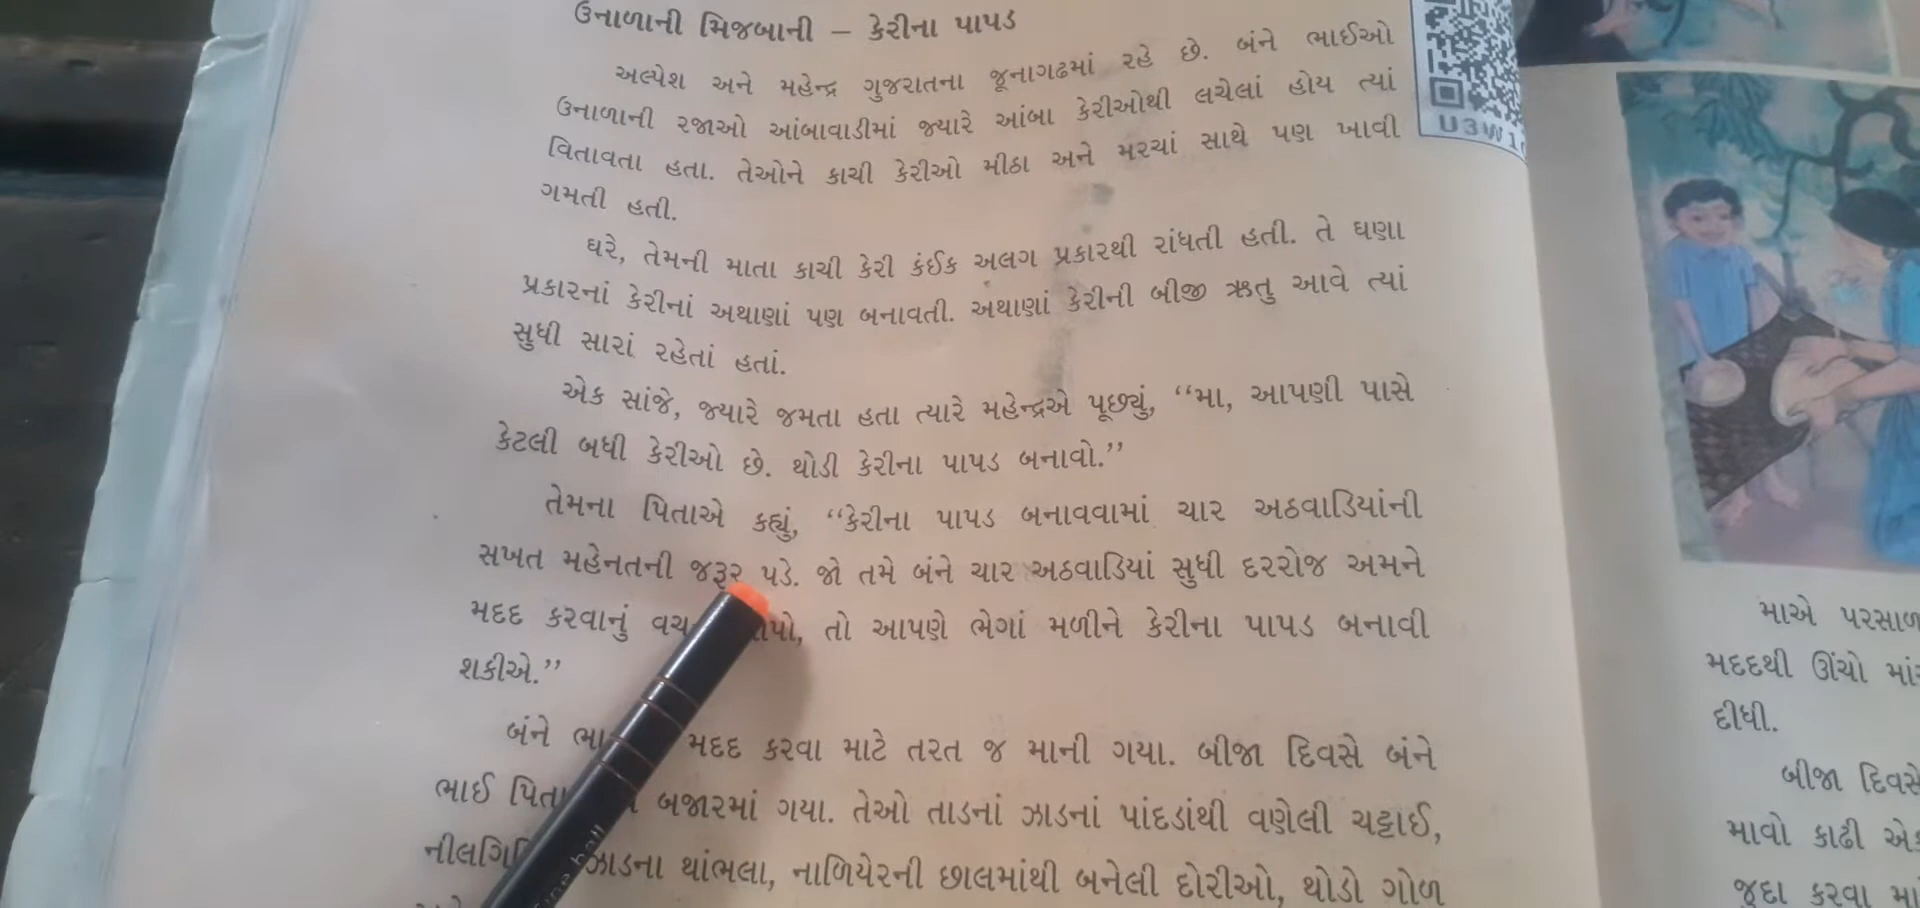 ઉનાળાની મિજબાની – કેરીના પાપડ
અલ્પેશ અને મહેન્દ્ર ગુજરાતના જૂનાગઢમાં રહે છે. બંને ભાઈઓ
ઉનાળાની રજાઓ આંબાવાડીમાં જ્યારે આંબા કેરીઓથી લચેલાં હોય ત્યાં
વિતાવતા હતા. તેઓને કાચી કેરીઓ મીઠા અને મરચાં સાથે પણ ખાવી
ગમતી હતી.
ઘરે, તેમની માતા કાચી કેરી કંઈક અલગ પ્રકારથી રાંધતી હતી. તે ઘણા
પ્રકારનાં કેરીનાં અથાણાં પણ બનાવતી. અથાણાં કેરીની બીજી ઋતુ આવે ત્યાં
સુધી સારાં રહેતાં હતાં.
એક સાંજે, જ્યારે જમતા હતા ત્યારે મહેન્દ્રએ પૂછ્યું, “મા, આપણી પાસે
કેટલી બધી કેરીઓ છે. થોડી કેરીના પાપડ બનાવો.”
તેમના પિતાએ કહ્યું, “કેરીના પાપડ બનાવવામાં ચાર અઠવાડિયાંની
સખત મહેનતની જરૂર પડે. જો તમે બંને ચાર અઠવાડિયાં સુધી દરરોજ અમને
મદદ કરવાનું તો આપણે ભેગાં મળીને કેરીના પાપડ બનાવી
શકીએ.”
બંને મદદ કરવા માટે તરત જ માની ગયા. બીજા દિવસે બંને
ભાઈ બજારમાં ગયા. તેઓ તાડનાં ઝાડનાં પાંદડાંથી વણેલી ચટ્ટાઈ,
ઝાડના થાંભલા, નાળિયેરની છાલમાંથી બનેલી દોરીઓ, થોડો ગોળ
U3W1
માએ
મદદથી ઊંચો
દીધી.
બીજા દિવસે
માવો કાઢી
જુદા કરવા